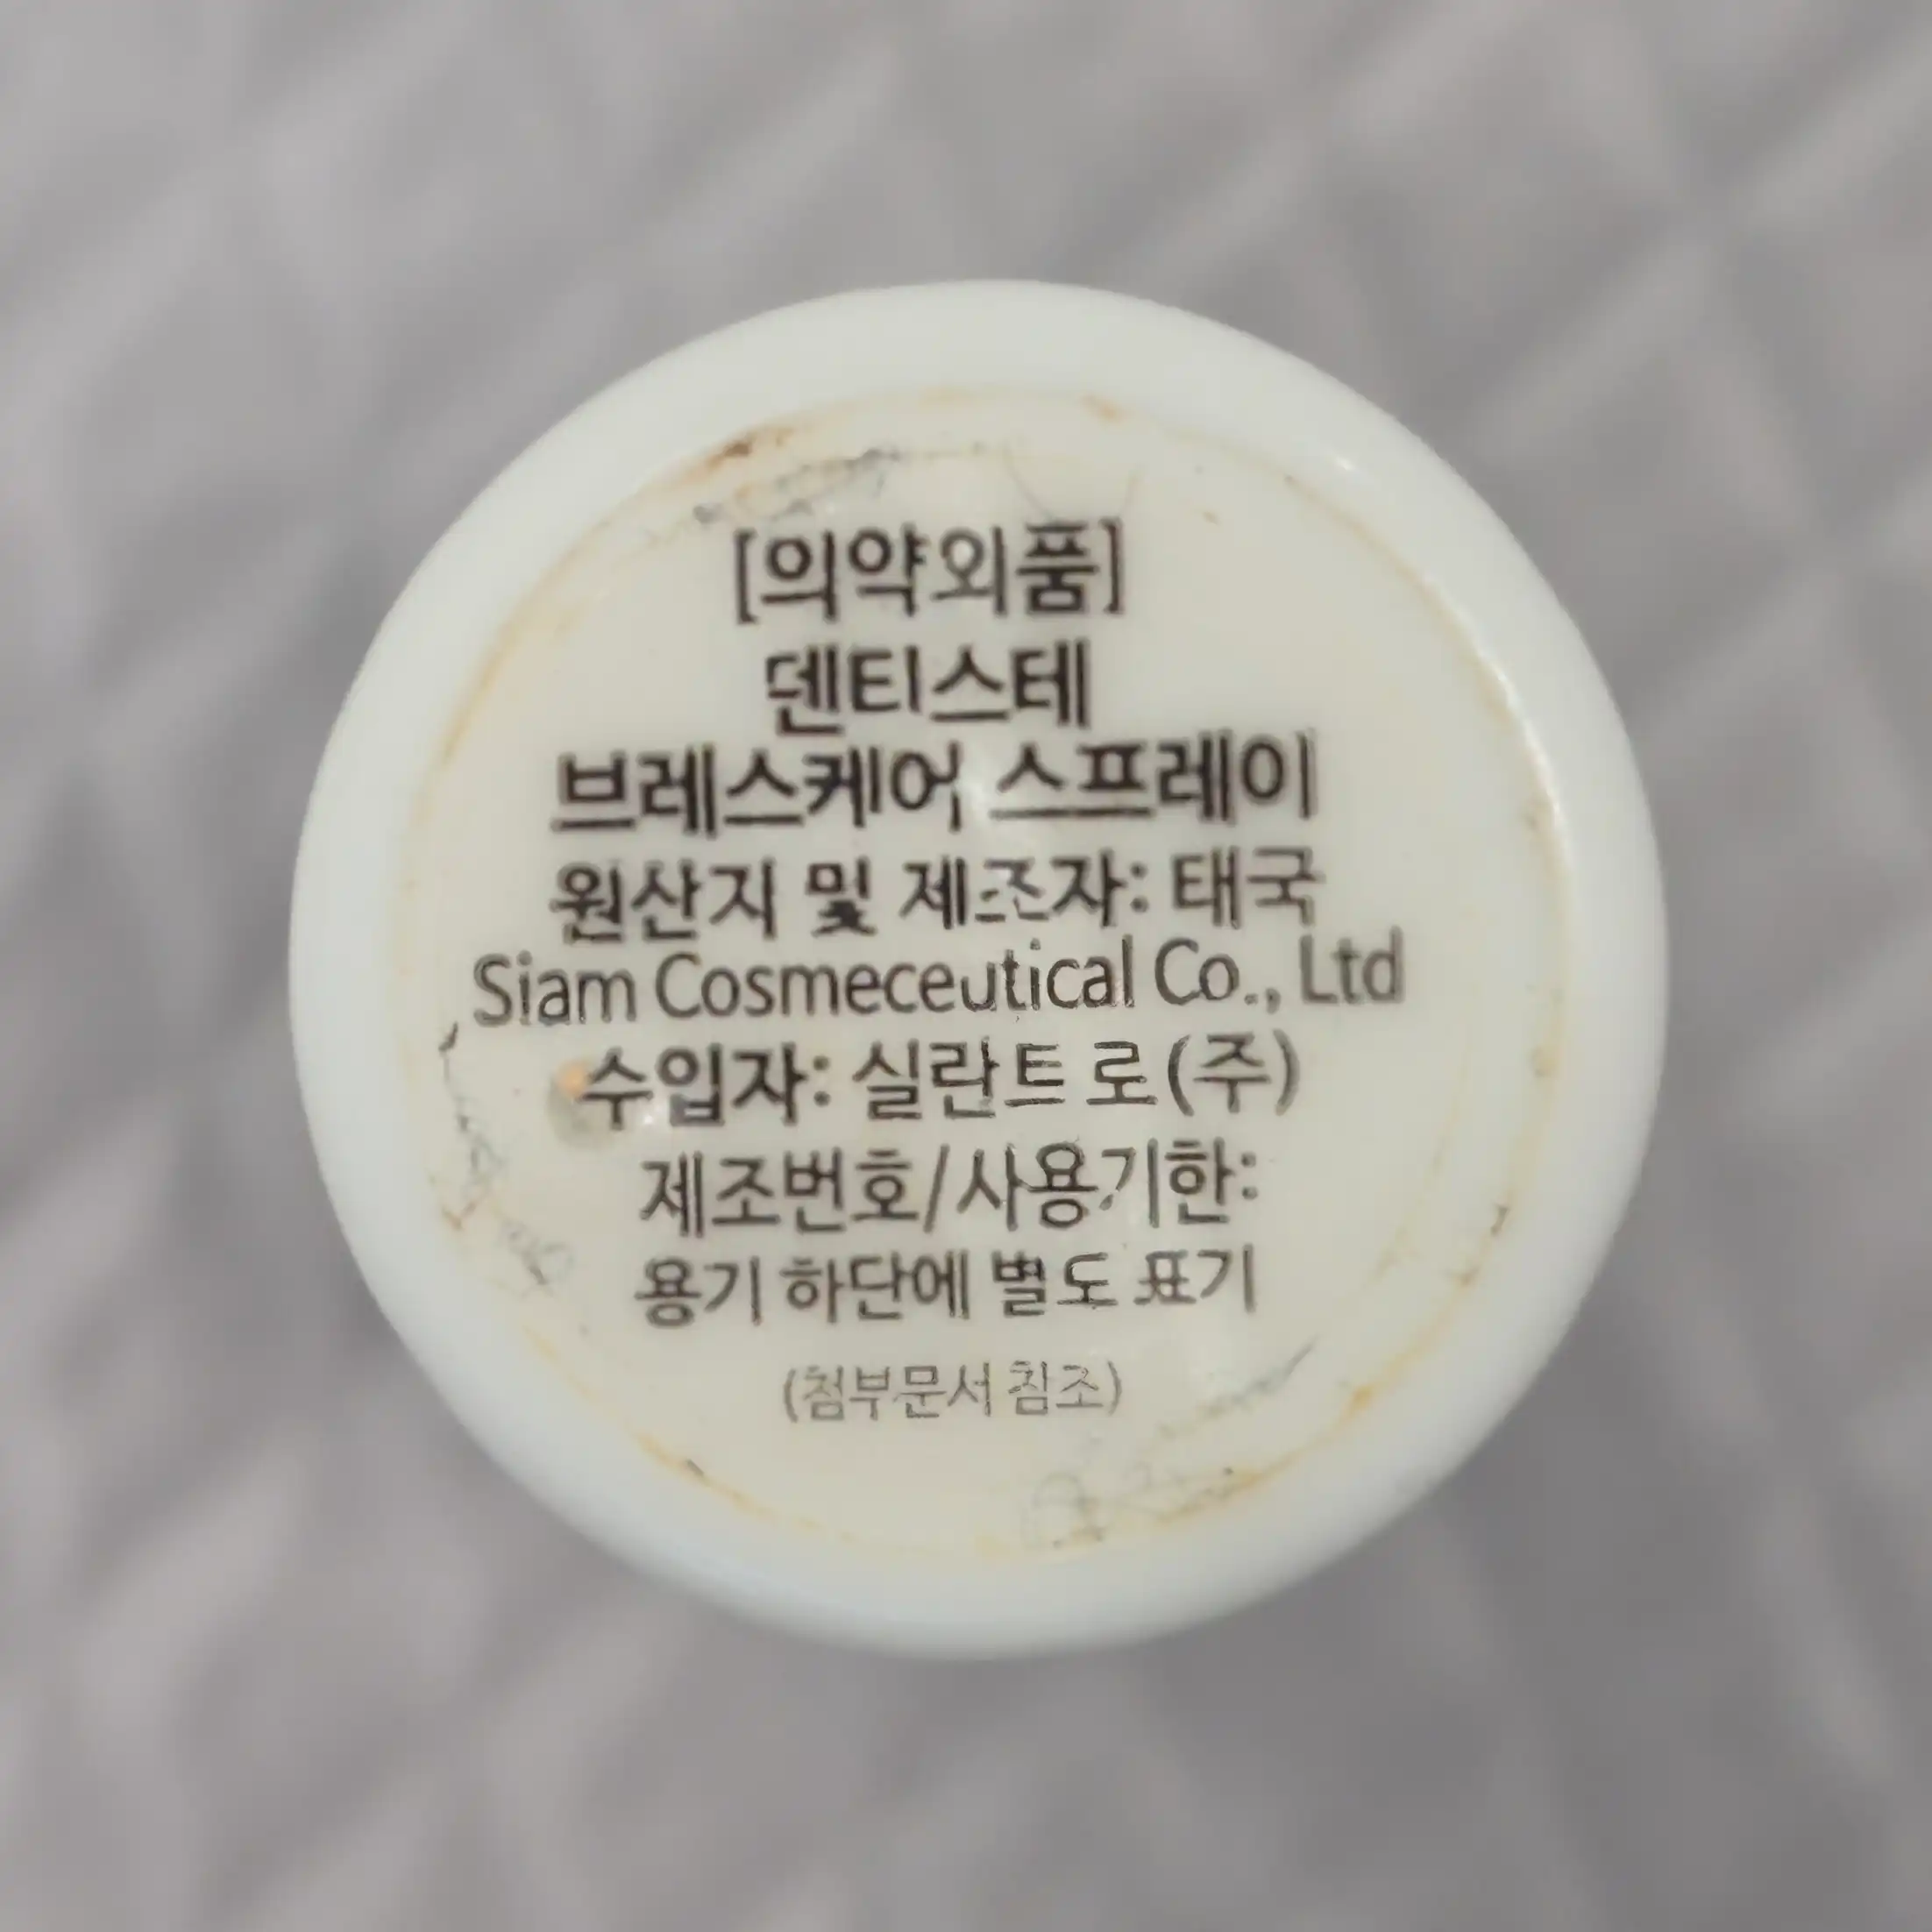 [의약외품]
덴티스테
브레스케어 스프레이
원산지 및 제조자: 태국
Siam Cosmeceutical Co., Ltd
수입자: 실란트로(주)
제조번호/사용기한:
용기 하단에 별도 표기
(첨부문서 참조)